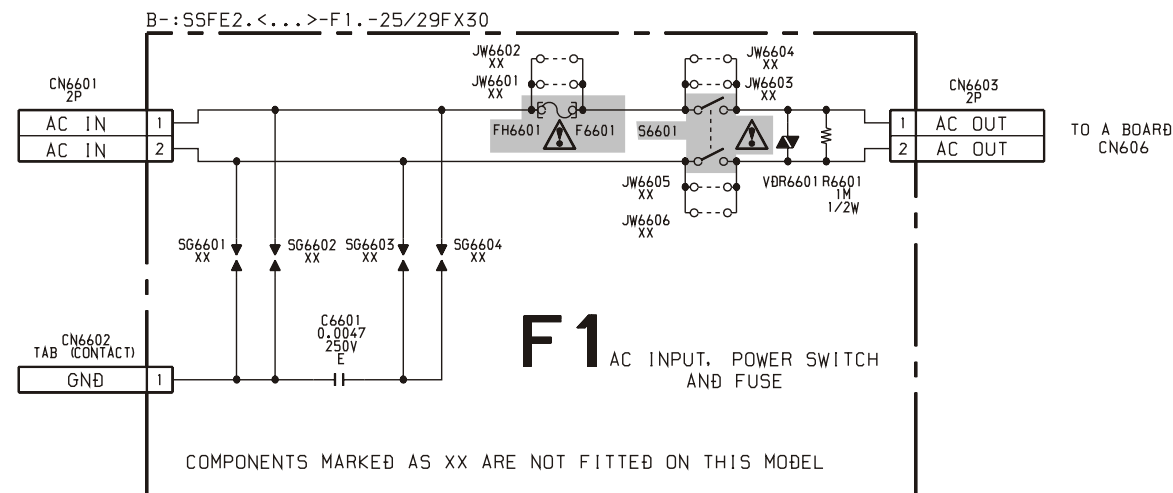 B-:SSFE2.<...>-F1.-25/29FX30
CN6601
2P
AC IN 1
AC IN 2
JW6602
XX
JW6601
XX
FH6601 F6601
JW6604
XX
JW6603
XX
S6601
JW6605
XX
JW6606
XX
VDR6601
R6601
1M
1/2W
CN6603
2P
1 AC OUT
2 AC OUT
TO A BOARD
CN606
SG6601
XX
SG6602
XX
SG6603
XX
SG6604
XX
C6601
0.0047
250V
E
CN6602
TAB (CONTACT)
GND 1
F1 AC INPUT, POWER SWITCH
AND FUSE
COMPONENTS MARKED AS XX ARE NOT FITTED ON THIS MODEL